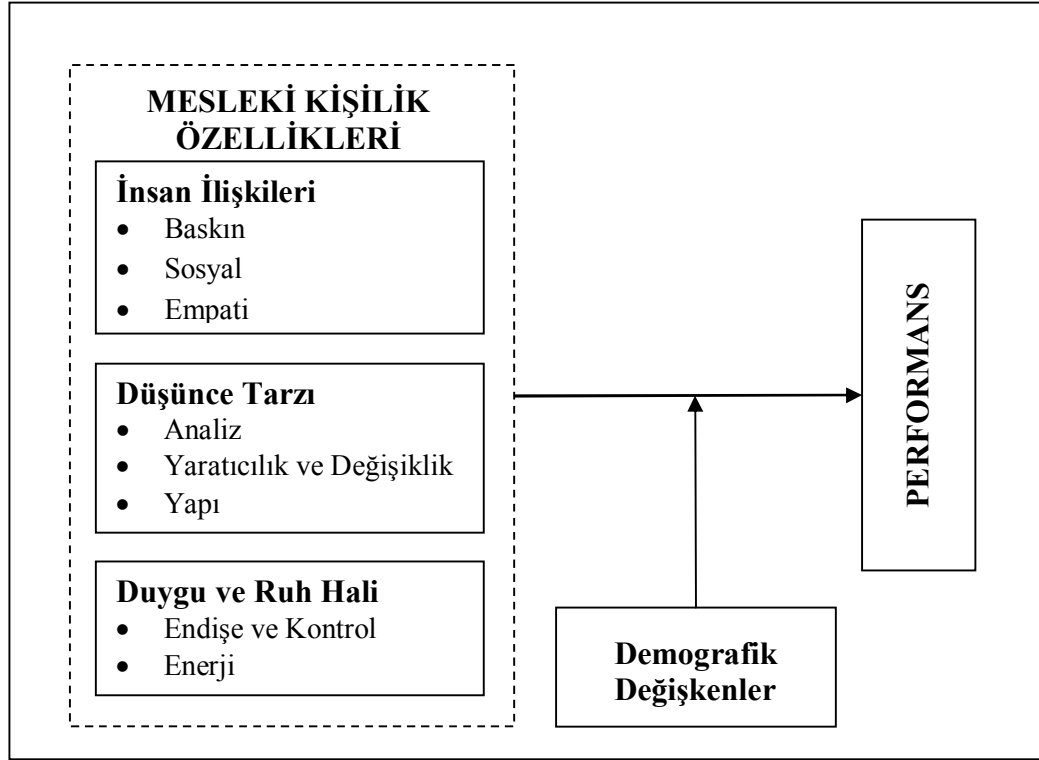 MESLEKİ KİŞİLİK
ÖZELLİKLERİ
İnsan İlişkileri
• Baskın
• Sosyal
• Empati
Düşünce Tarzı
• Analiz
• Yaratıcılık ve Değişiklik
• Yapı
Duygu ve Ruh Hali
• Endişe ve Kontrol
• Enerji
Demografik
Değişkenler
PERFORMANS